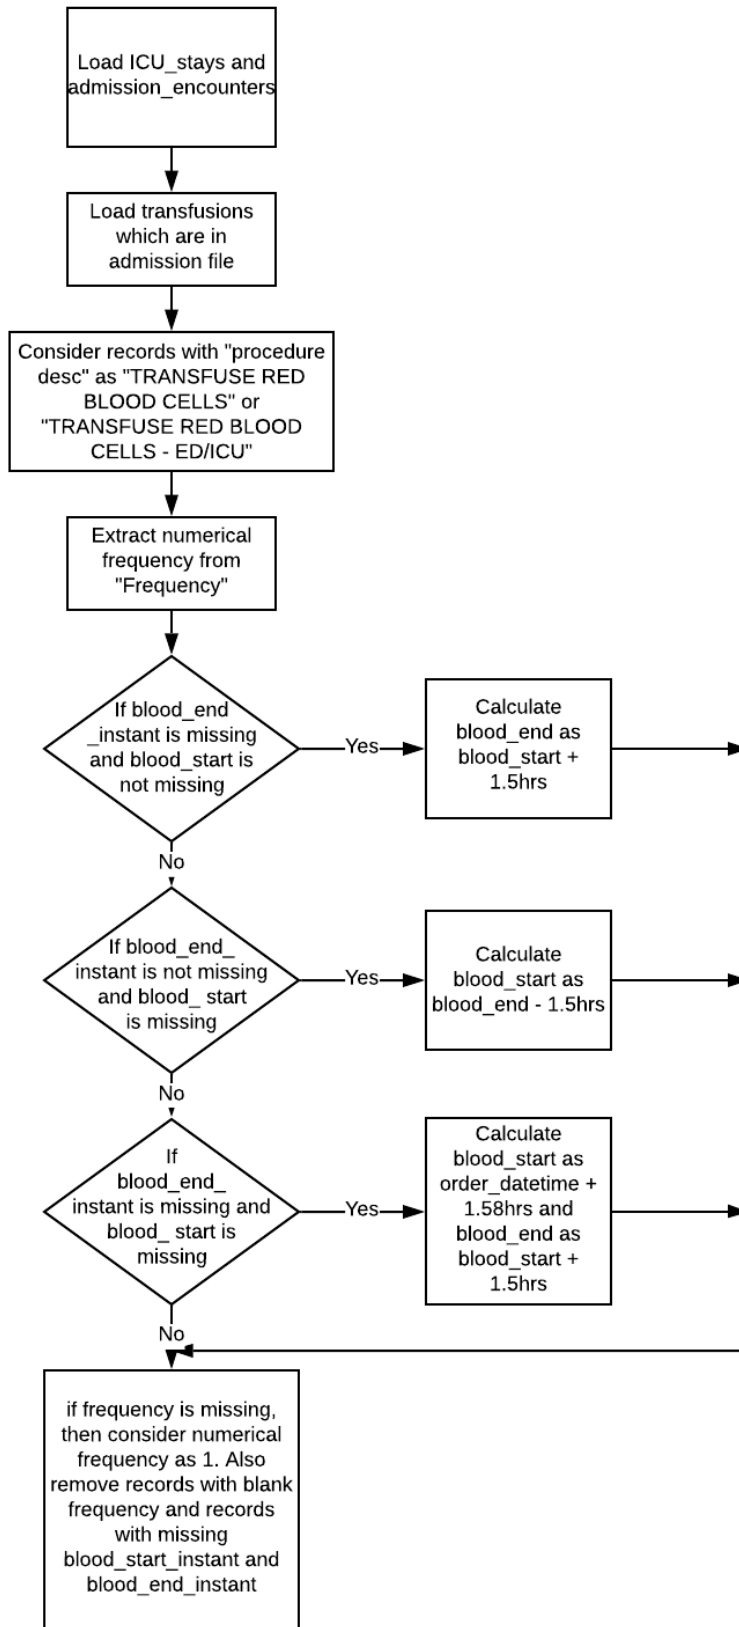 Load ICU_stays and
admission_encounters
Load transfusions
which are in
admission file
Consider records with "procedure
desc" as "TRANSFUSE RED
BLOOD CELLS" or
"TRANSFUSE RED BLOOD
CELLS - ED/ICU"
Extract numerical
frequency from
"Frequency"
If blood_end
_instant is missing
and blood_start is
not missing
Yes
Calculate
blood_end as
blood_start +
1.5hrs
No
If blood_end_
instant is not missing
and blood_ start
is missing
Yes
Calculate
blood_start as
blood_end - 1.5hrs
No
If
blood_end_
instant is missing and
blood_ start is
missing
Yes
Calculate
blood_start as
order_datetime +
1.58hrs and
blood_end as
blood_start +
1.5hrs
No
if frequency is missing,
then consider numerical
frequency as 1. Also
remove records with blank
frequency and records
with missing
blood_start_instant and
blood_end_instant